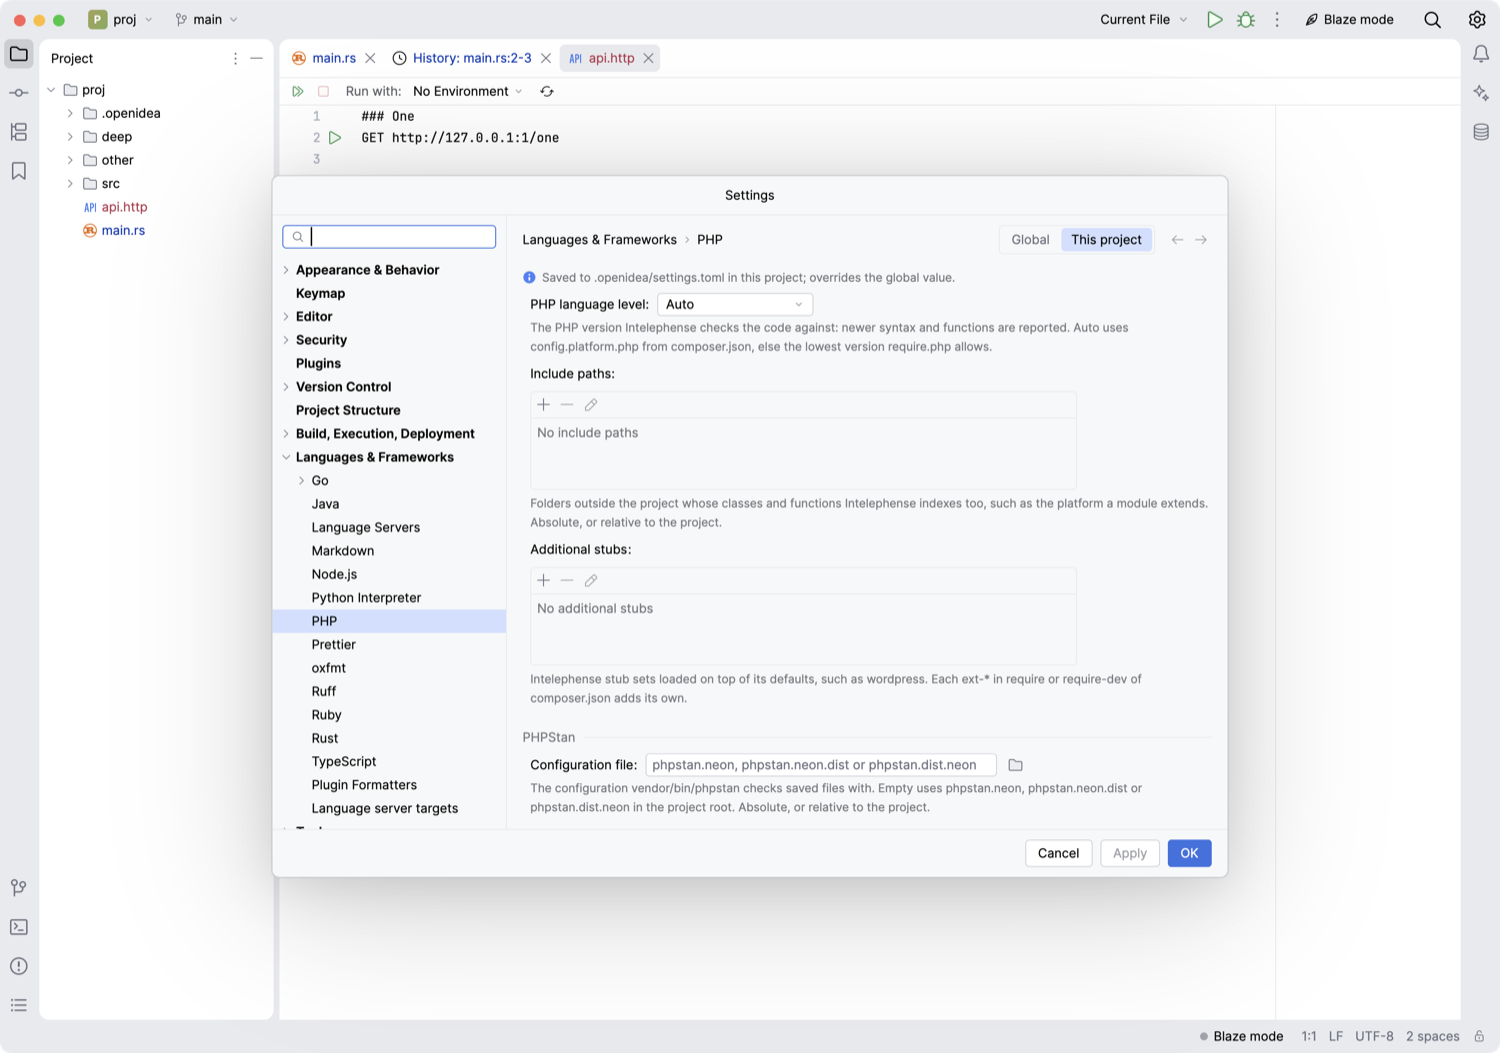 P proj main Current File Blaze mode
Project
main.rs History: main.rs:2-3 API api.http
Run with: No Environment
proj
.openidea
deep
other
src
API api.http
main.rs
1 ### One
2 GET http://127.0.0.1:1/one
3
Settings
Appearance & Behavior
Keymap
Editor
Security
Plugins
Version Control
Project Structure
Build, Execution, Deployment
Languages & Frameworks
Go
Java
Language Servers
Markdown
Node.js
Python Interpreter
PHP
Prettier
oxfmt
Ruff
Ruby
Rust
TypeScript
Plugin Formatters
Language server targets
Languages & Frameworks › PHP Global This project
Saved to .openidea/settings.toml in this project; overrides the global value.
PHP language level: Auto
The PHP version Intelephense checks the code against: newer syntax and functions are reported. Auto uses
config.platform.php from composer.json, else the lowest version require.php allows.
Include paths:
No include paths
Folders outside the project whose classes and functions Intelephense indexes too, such as the platform a module extends.
Absolute, or relative to the project.
Additional stubs:
No additional stubs
Intelephense stub sets loaded on top of its defaults, such as wordpress. Each ext-* in require or require-dev of
composer.json adds its own.
PHPStan
Configuration file: phpstan.neon, phpstan.neon.dist or phpstan.dist.neon
The configuration vendor/bin/phpstan checks saved files with. Empty uses phpstan.neon, phpstan.neon.dist or
phpstan.dist.neon in the project root. Absolute, or relative to the project.
Cancel Apply OK
Blaze mode 1:1 LF UTF-8 2 spaces